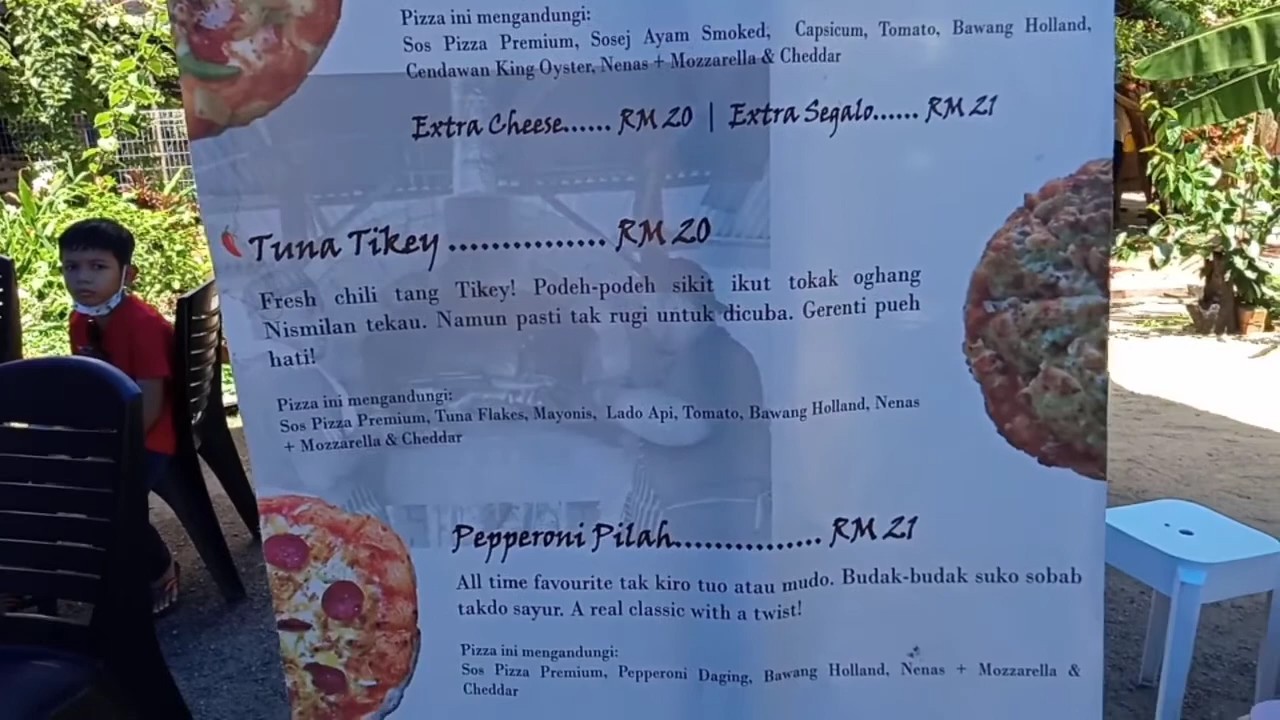 Pizza ini mengandungi:
Sos Pizza Premium, Sosej Ayam Smoked, Capsicum, Tomato, Bawang Holland,
Cendawan King Oyster, Nenas + Mozzarella & Cheddar
Extra Cheese...... RM 20 | Extra Segalo...... RM 21
Tuna Tikey ............... RM 20
Fresh chili tang Tikey! Podeh-podeh sikit ikut tokak oghang
Nismilan tekau. Namun pasti tak rugi untuk dicuba. Gerenti pueh
hati!
Pizza ini mengandungi:
Sos Pizza Premium, Tuna Flakes, Mayonis, Lado Api, Tomato, Bawang Holland, Nenas
+ Mozzarella & Cheddar
Pepperoni Pilah............... RM 21
All time favourite tak kiro tuo atau mudo. Budak-budak suko sobab
takdo sayur. A real classic with a twist!
Pizza ini mengandungi:
Sos Pizza Premium, Pepperoni Daging, Bawang Holland, Nenas + Mozzarella &
Cheddar